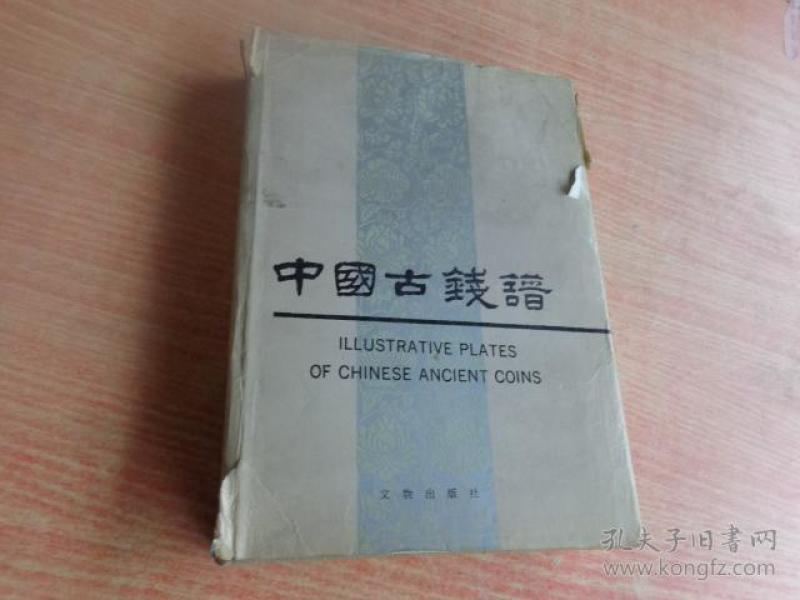 中國古錢譜
ILLUSTRATIVE PLATES
OF CHINESE ANCIENT COINS
文物出版社
孔夫子旧书网
www.kongfz.com